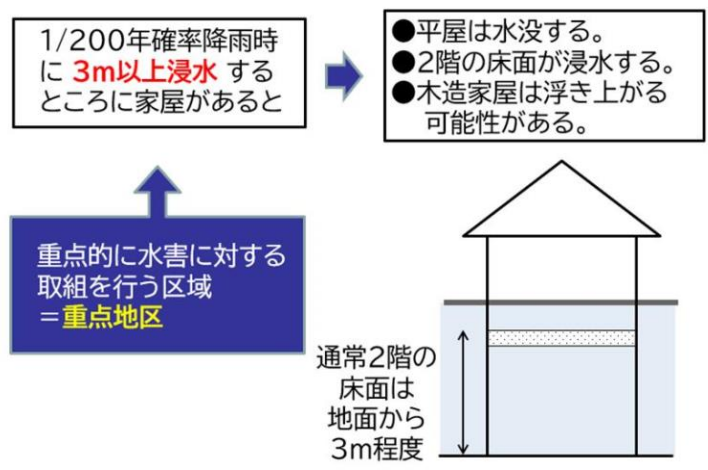 1/200年確率降雨時
に 3m以上浸水 する
ところに家屋があると
●平屋は水没する。
●2階の床面が浸水する。
●木造家屋は浮き上がる
可能性がある。
重点的に水害に対する
取組を行う区域
＝重点地区
通常2階の
床面は
地面から
3m程度